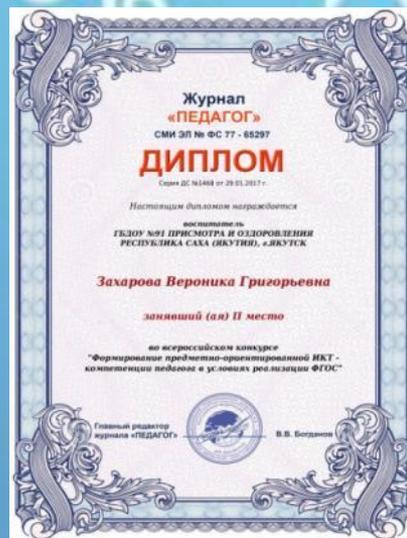 Журнал
«ПЕДАГОГ»
СМИ ЭЛ № ФС 77 - 65297
ДИПЛОМ
Серия ДС №1468 от 29.01.2017 г.
Настоящим дипломом награждается
воспитатель
ГБДОУ №91 ПРИСМОТРА И ОЗДОРОВЛЕНИЯ
РЕСПУБЛИКА САХА (ЯКУТИЯ), г.ЯКУТСК
Захарова Вероника Григорьевна
занявший (ая) II место
во всероссийском конкурсе
"Формирование предметно-ориентированной ИКТ -
компетенции педагога в условиях реализации ФГОС"
Главный редактор
журнала «ПЕДАГОГ»
В.В. Богданов